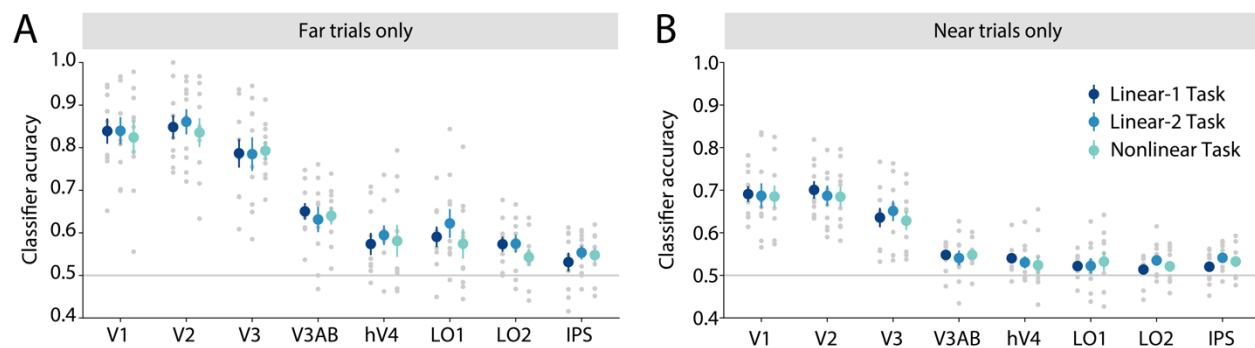 A
Far trials only
Classifier acuracy
1.0
0.9
0.8
0.7
0.6
0.5
0.4
V1 V2 V3 V3AB hV4 LO1 LO2 IPS
B
Near trials only
Classifier accuracy
1.0
0.9
0.8
0.7
0.6
0.5
0.4
Linear-1 Task
Linear-2 Task
Nonlinear Task
V1 V2 V3 V3AB hV4 LO1 LO2 IPS